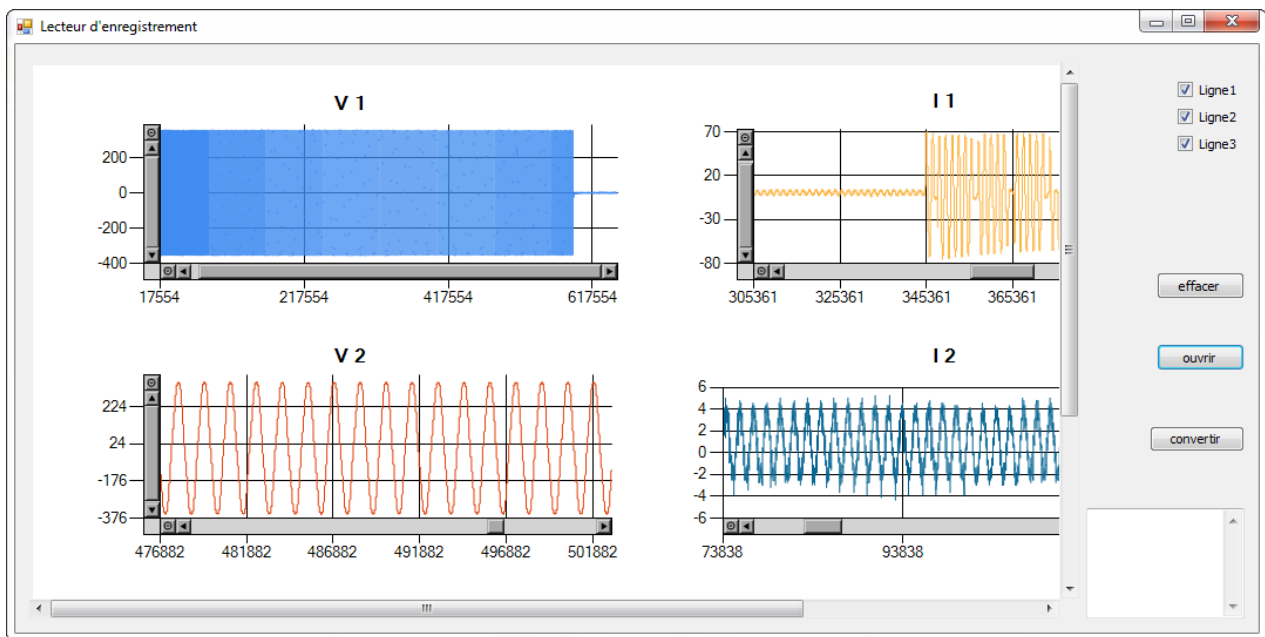 Lecteur d'enregistrement
V 1
200
0
-200
-400
17554 217554 417554 617554
I 1
70
20
-30
-80
305361 325361 345361 365361
V 2
224
24
-176
-376
476882 481882 486882 491882 496882 501882
I 2
6
4
2
0
-2
-4
-6
73838 93838
Ligne1
Ligne2
Ligne3
effacer
ouvrir
convertir